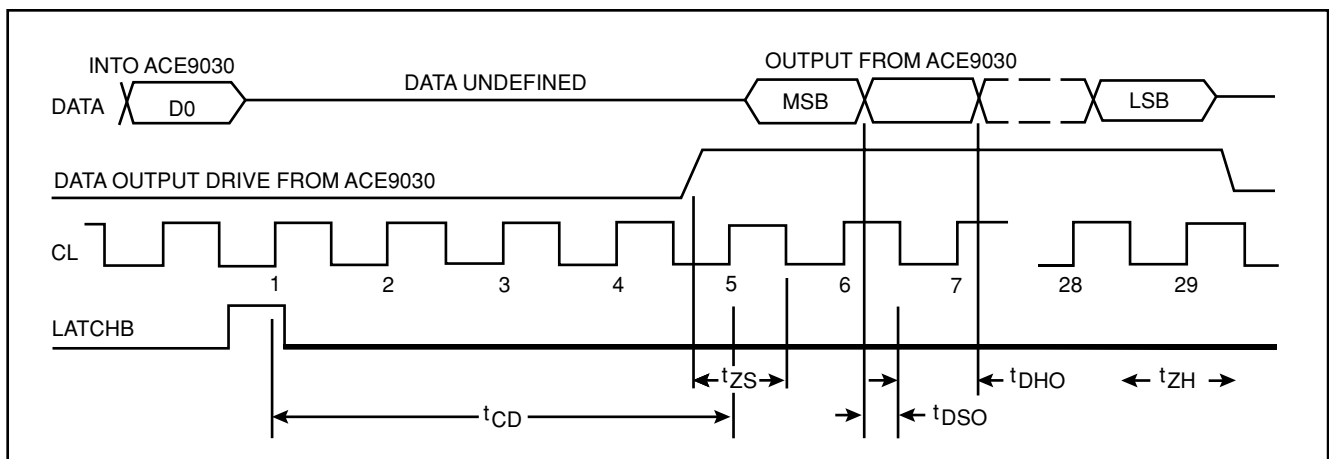 INTO ACE9030
OUTPUT FROM ACE9030
DATA
D0
DATA UNDEFINED
MSB
LSB
DATA OUTPUT DRIVE FROM ACE9030
CL
1 2 3 4 5 6 7 28 29
LATCHB
tZS
tDHO
tZH
tCD
tDSO